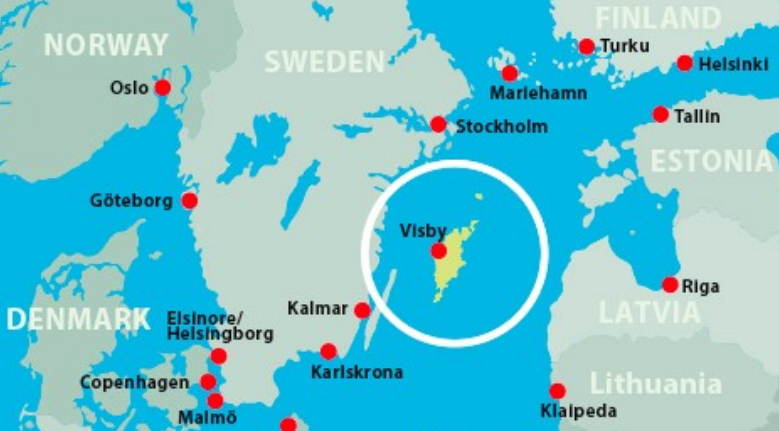 FINLAND
NORWAY
Turku
SWEDEN
Helsinki
Oslo
Mariehamn
Tallin
Stockholm
ESTONIA
Göteborg
Visby
Riga
Kalmar
LATVIA
DENMARK
Elsinore/
Helsingborg
Karlskrona
Copenhagen
Lithuania
Malmö
Klaipeda